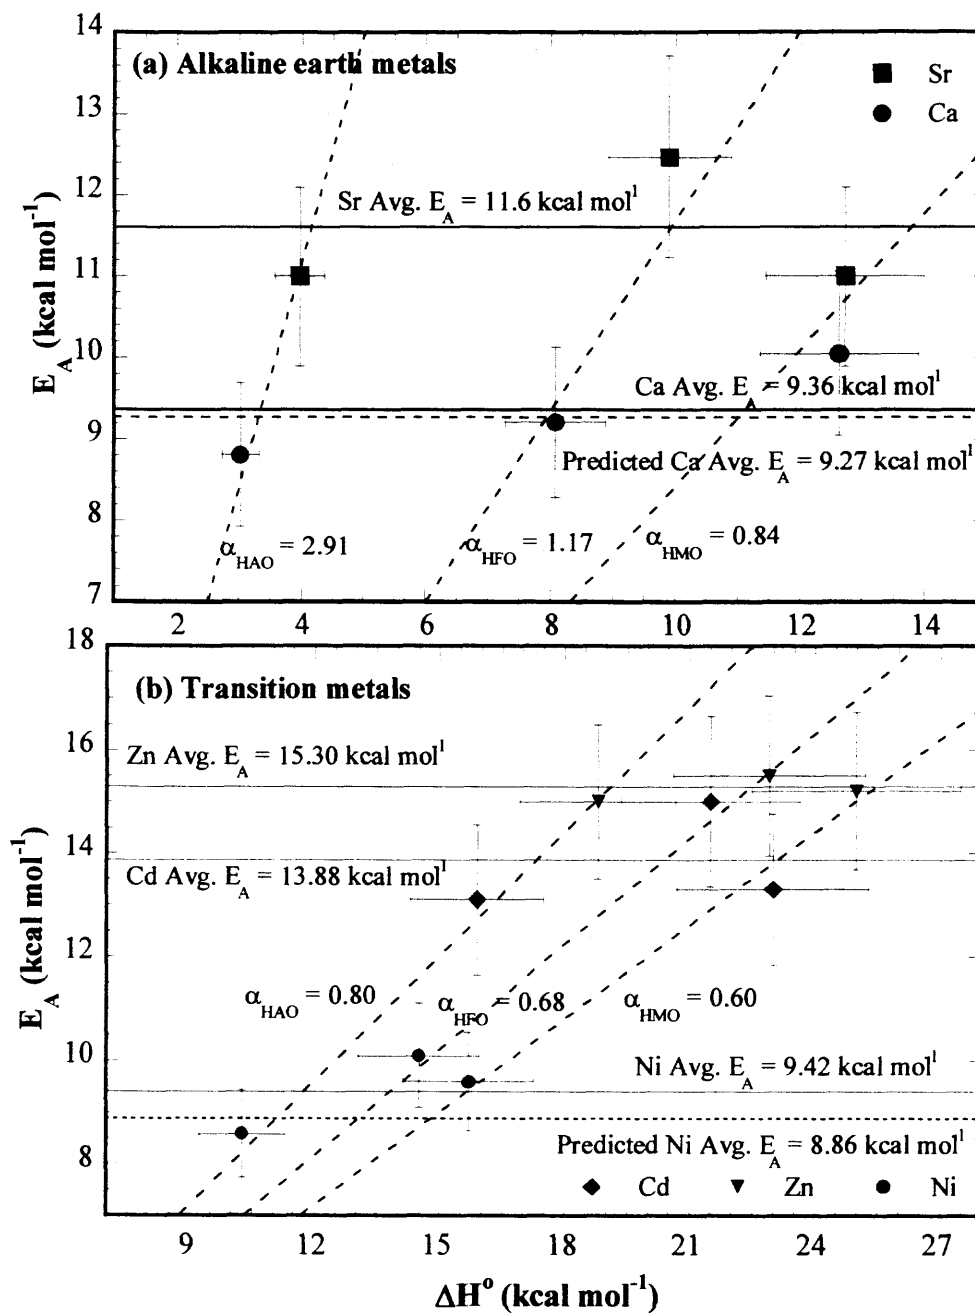 14
(a) Alkaline earth metals
Sr
Ca
13
12
Sr Avg. E_A = 11.6 kcal mol^1
11
E_A (kcal mol^-1)
10
Ca Avg. E_A = 9.36 kcal mol^1
9
Predicted Ca Avg. E_A = 9.27 kcal mol^1
8
α_HAO = 2.91
α_HFO = 1.17
α_HMO = 0.84
7
2 4 6 8 10 12 14
18
(b) Transition metals
16
Zn Avg. E_A = 15.30 kcal mol^1
14
Cd Avg. E_A = 13.88 kcal mol^1
12
E_A (kcal mol^-1)
α_HAO = 0.80
α_HFO = 0.68
α_HMO = 0.60
10
Ni Avg. E_A = 9.42 kcal mol^1
Predicted Ni Avg. E_A = 8.86 kcal mol^1
8
Cd Zn Ni
9 12 15 18 21 24 27
ΔH^o (kcal mol^-1)